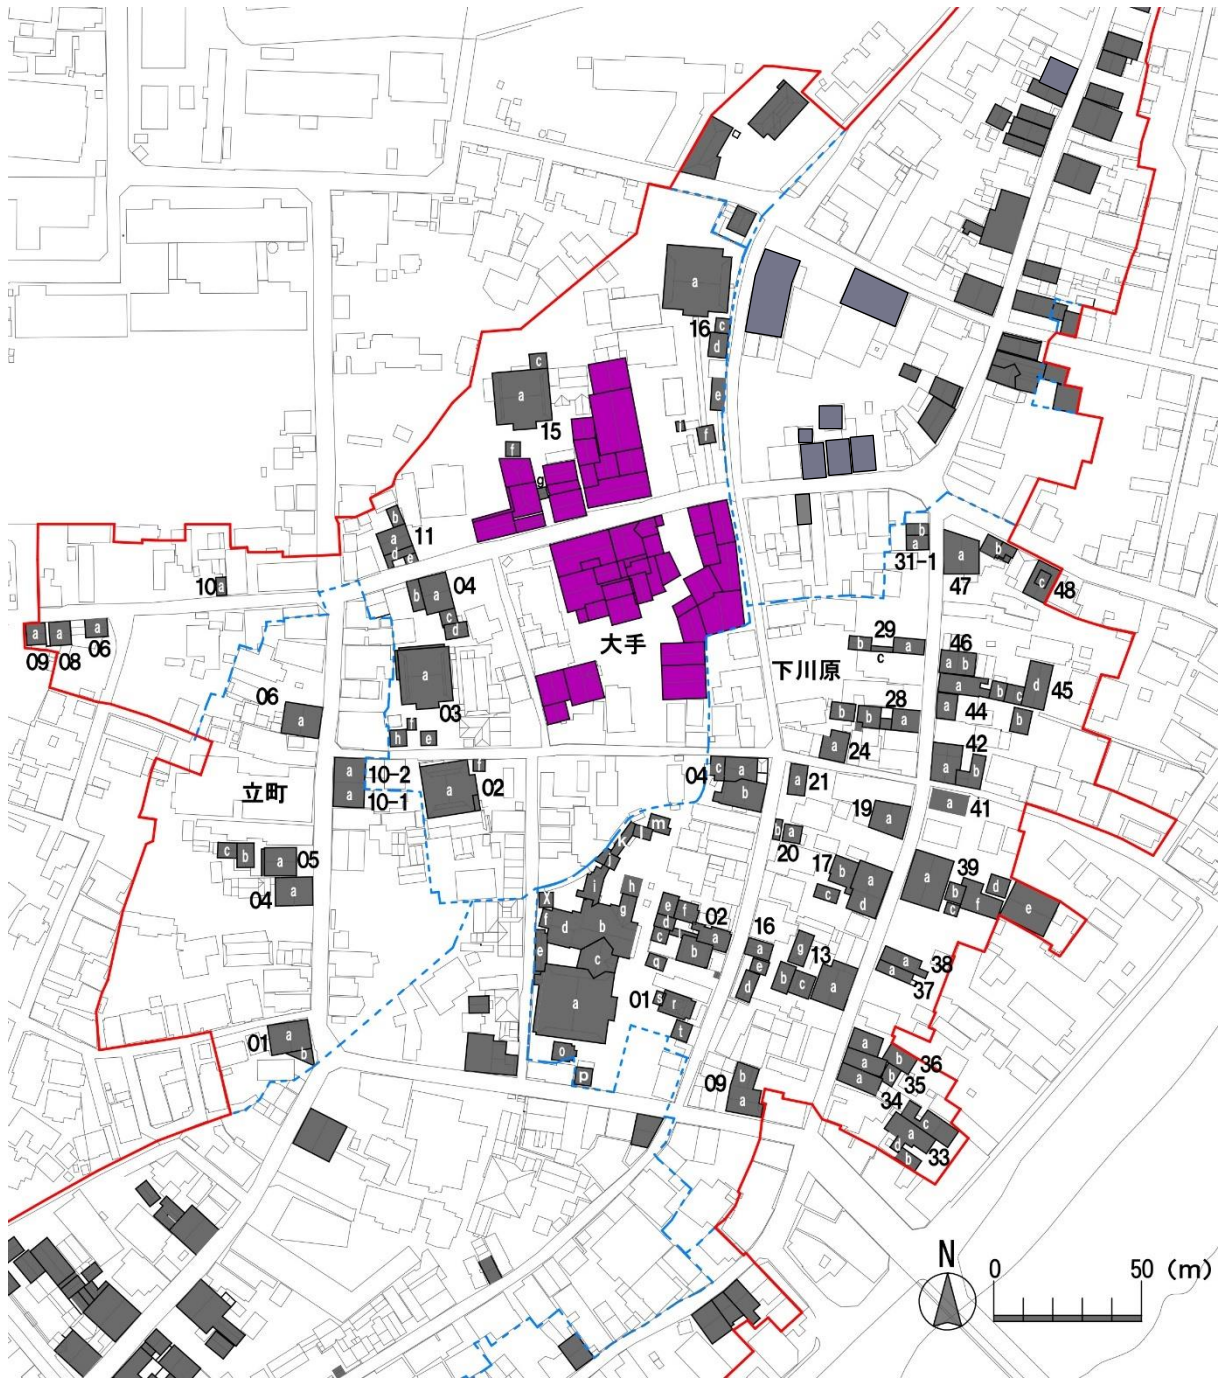 a
c
16
d
e
f
c
a
15
f
g
b
a
11
d
e
b
a
31-1
a
47
b
c
48
10
a
b
a
04
c
d
a
a
a
09
08
06
大手
下川原
29
b
a
c
46
a
b
a
b
c
d
45
a
44
b
a
03
h
e
06
a
28
b
b
a
a
24
42
a
b
立町
a
10-2
a
10-1
f
a
02
04
c
a
b
a
21
a
41
19
a
c
b
a
05
04
a
m
l
k
j
i
h
g
b
a
20
17
b
a
c
d
a
39
b
c
f
d
e
X
f
d
b
c
e
a
e
f
d
c
02
a
b
q
16
a
e
d
13
g
b
c
a
a
38
a
37
01
s
r
t
01
a
b
o
p
09
b
a
a
a
a
b
36
b
35
34
c
a
d
b
33
N
0
50 (m)